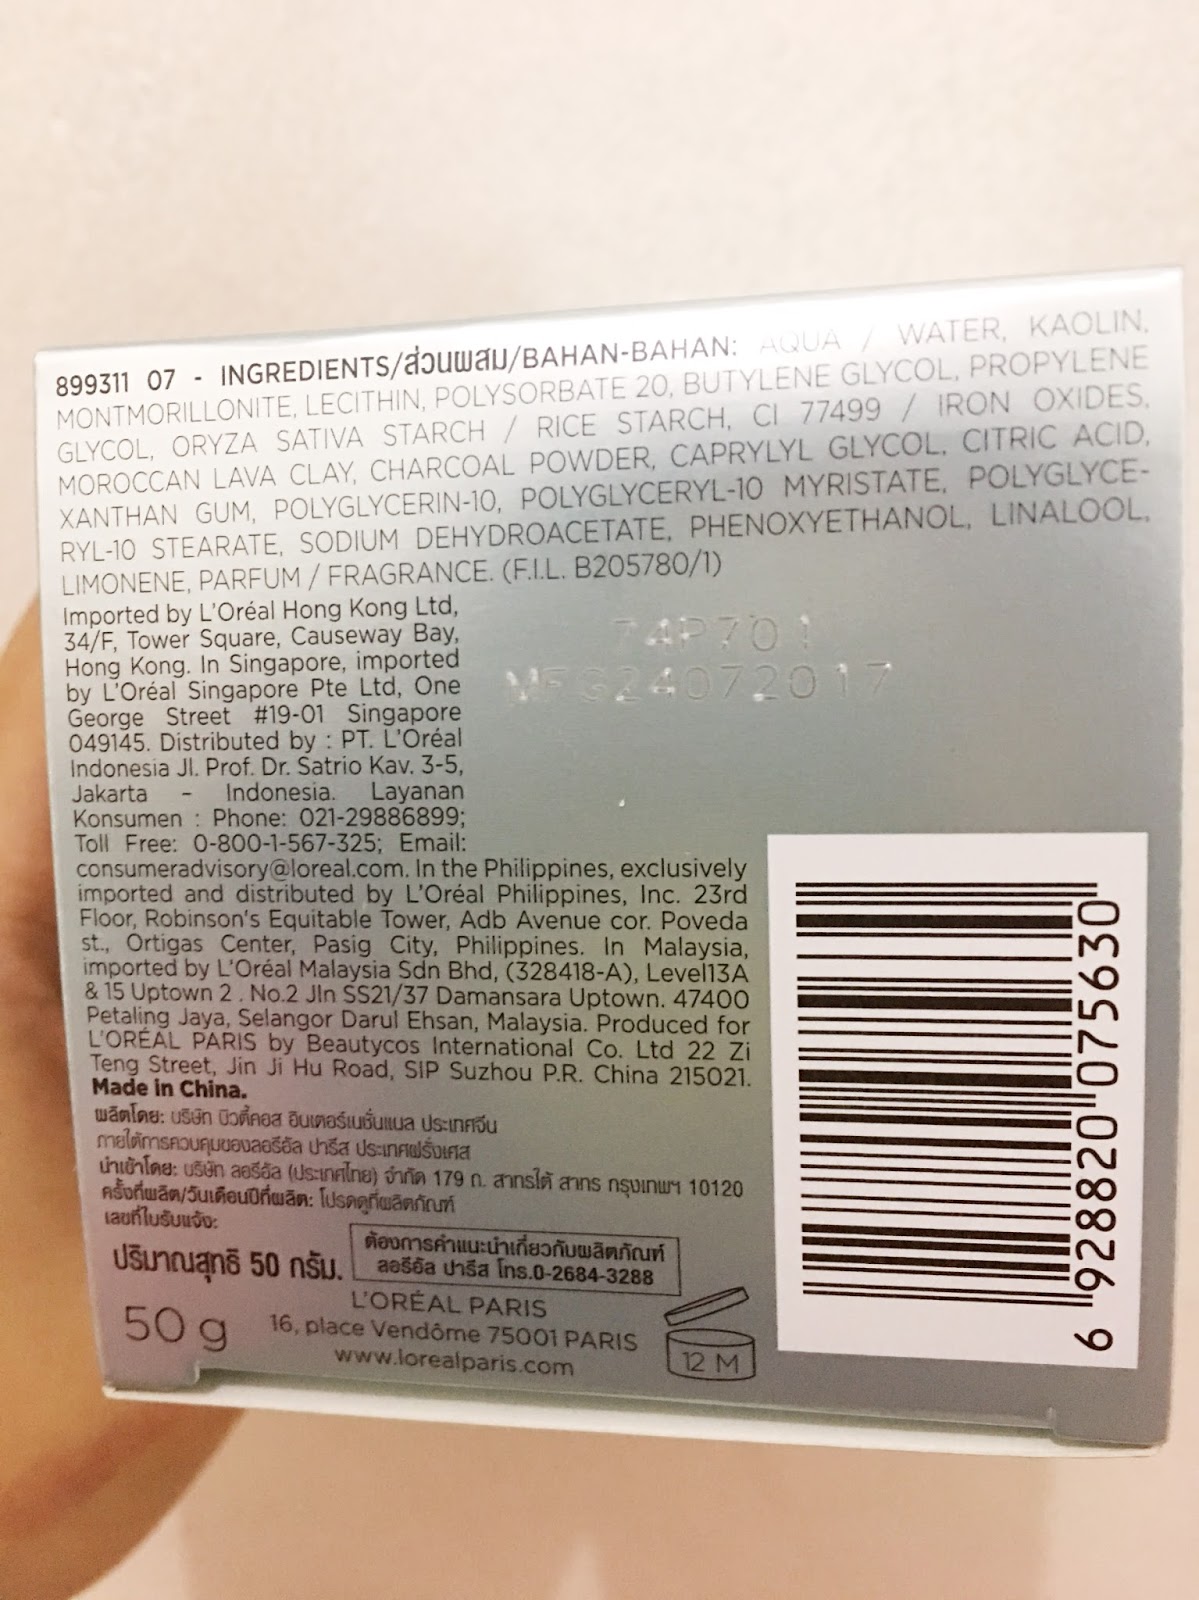 899311 07 - INGREDIENTS/ส่วนผสม/BAHAN-BAHAN: AQUA / WATER, KAOLIN,
MONTMORILLONITE, LECITHIN, POLYSORBATE 20, BUTYLENE GLYCOL, PROPYLENE
GLYCOL, ORYZA SATIVA STARCH / RICE STARCH, CI 77499 / IRON OXIDES,
MOROCCAN LAVA CLAY, CHARCOAL POWDER, CAPRYLYL GLYCOL, CITRIC ACID,
XANTHAN GUM, POLYGLYCERIN-10, POLYGLYCERYL-10 MYRISTATE, POLYGLYCE-
RYL-10 STEARATE, SODIUM DEHYDROACETATE, PHENOXYETHANOL, LINALOOL,
LIMONENE, PARFUM / FRAGRANCE. (F.I.L. B205780/1)
Imported by L'Oréal Hong Kong Ltd,
34/F, Tower Square, Causeway Bay,
Hong Kong. In Singapore, imported
by L'Oréal Singapore Pte Ltd, One
George Street #19-01 Singapore
049145. Distributed by : PT. L'Oréal
Indonesia Jl. Prof. Dr. Satrio Kav. 3-5,
Jakarta - Indonesia. Layanan
Konsumen : Phone: 021-29886899;
Toll Free: 0-800-1-567-325; Email:
consumeradvisory@loreal.com. In the Philippines, exclusively
imported and distributed by L'Oréal Philippines, Inc. 23rd
Floor, Robinson's Equitable Tower, Adb Avenue cor. Poveda
st., Ortigas Center, Pasig City, Philippines. In Malaysia,
imported by L'Oréal Malaysia Sdn Bhd, (328418-A), Level13A
& 15 Uptown 2 . No.2 Jln SS21/37 Damansara Uptown. 47400
Petaling Jaya, Selangor Darul Ehsan, Malaysia. Produced for
L'ORÉAL PARIS by Beautycos International Co. Ltd 22 Zi
Teng Street, Jin Ji Hu Road, SIP Suzhou P.R. China 215021.
Made in China.
ผลิตโดย: บริษัท บิวตี้คอส อินเตอร์เนชั่นแนล ประเทศจีน
ภายใต้การควบคุมของลอรีอัล ปารีส ประเทศฝรั่งเศส
นำเข้าโดย: บริษัท ลอรีอัล (ประเทศไทย) จำกัด 179 ถ. สาทรใต้ สาทร กรุงเทพฯ 10120
ครั้งที่ผลิต/วันเดือนปีที่ผลิต: โปรดดูที่ผลิตภัณฑ์
เลขที่ใบรับแจ้ง:
ปริมาณสุทธิ 50 กรัม.
ต้องการคำแนะนำเกี่ยวกับผลิตภัณฑ์
ลอรีอัล ปารีส โทร.0-2684-3288
50 g
L'ORÉAL PARIS
16, place Vendôme 75001 PARIS
www.lorealparis.com
12 M
74P701
MFG24072017
6 928820 075630